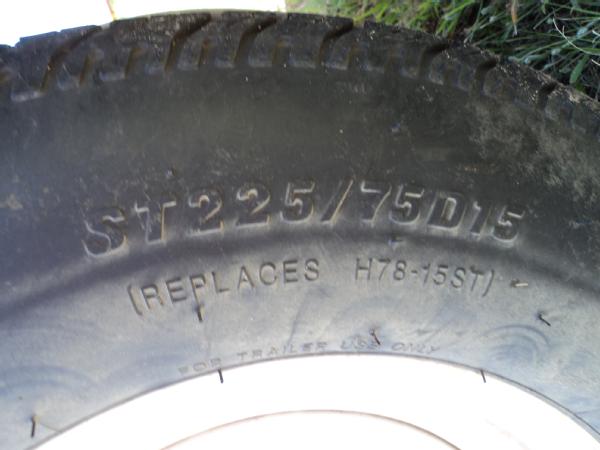 ST225/75D15
(REPLACES H78-15ST)
FOR TRAILER USE ONLY